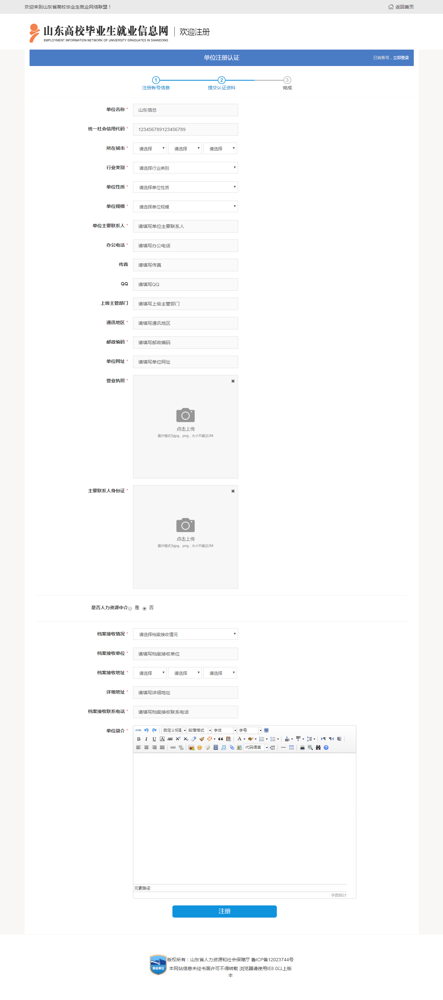 欢迎来到山东省高校毕业生就业网络联盟！
返回首页
山东高校毕业生就业信息网
EMPLOYMENT INFORMATION NETWORK OF UNIVERSITY GRADUATES IN SHANDONG
欢迎注册
单位注册认证
已有账号，立即登录
1 2 3
注册帐号信息 提交认证资料 完成
单位名称 * 山东信总
统一社会信用代码 * 123456789123456789
所在城市 * 请选择 请选择 请选择
行业类别 * 请选择行业类别
单位性质 * 请选择单位性质
单位规模 * 请选择单位规模
单位主要联系人 * 请填写单位主要联系人
办公电话 * 请填写办公电话
传真 请填写传真
QQ 请填写QQ
上级主管部门 请填写上级主管部门
通讯地区 * 请填写通讯地区
邮政编码 * 请填写邮政编码
单位网址 * 请填写单位网址
营业执照 *
点击上传
图片格式为jpg、png，大小不超过2M
主要联系人身份证 *
点击上传
图片格式为jpg、png，大小不超过2M
是否人力资源中介 是 否
档案接收情况 * 请选择档案接收情况
档案接收单位 * 请填写档案接收单位
档案接收地址 * 请选择 请选择 请选择
详细地址 * 请填写详细地址
档案接收联系电话 * 请填写档案接收联系电话
单位简介 *
HTML 自定义标题 段落格式 字体 字号
B I U A ABC X² X₂ A ab
代码语言
元素路径:
字数统计
注册
事业单位
版权所有：山东省人力资源和社会保障厅 鲁ICP备12023744号
本网站信息未经书面许可不得转载 浏览器请使用IE8.0以上版
本